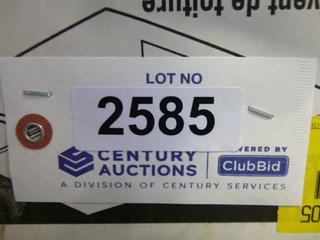 vent de toiture
LOT NO
2585
CENTURY AUCTIONS
POWERED BY
ClubBid
A DIVISION OF CENTURY SERVICES